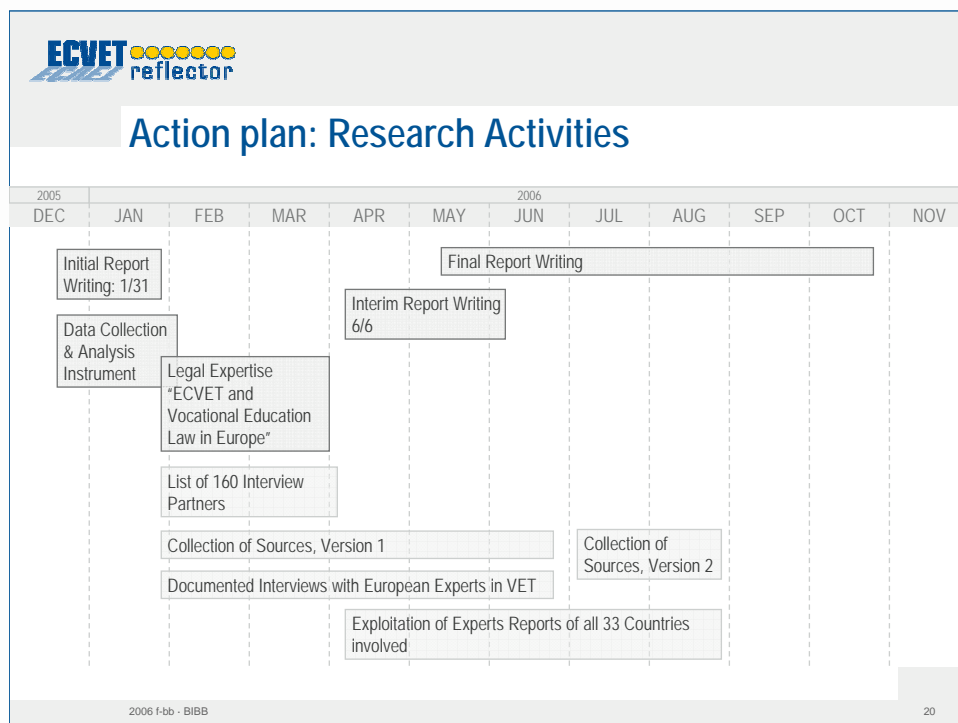 ECVET
reflector
Action plan: Research Activities
2005 2006
DEC JAN FEB MAR APR MAY JUN JUL AUG SEP OCT NOV
Initial Report
Writing: 1/31
Final Report Writing
Interim Report Writing
6/6
Data Collection
& Analysis
Instrument
Legal Expertise
"ECVET and
Vocational Education
Law in Europe"
List of 160 Interview
Partners
Collection of Sources, Version 1
Collection of
Sources, Version 2
Documented Interviews with European Experts in VET
Exploitation of Experts Reports of all 33 Countries
involved
2006 f-bb - BIBB 20